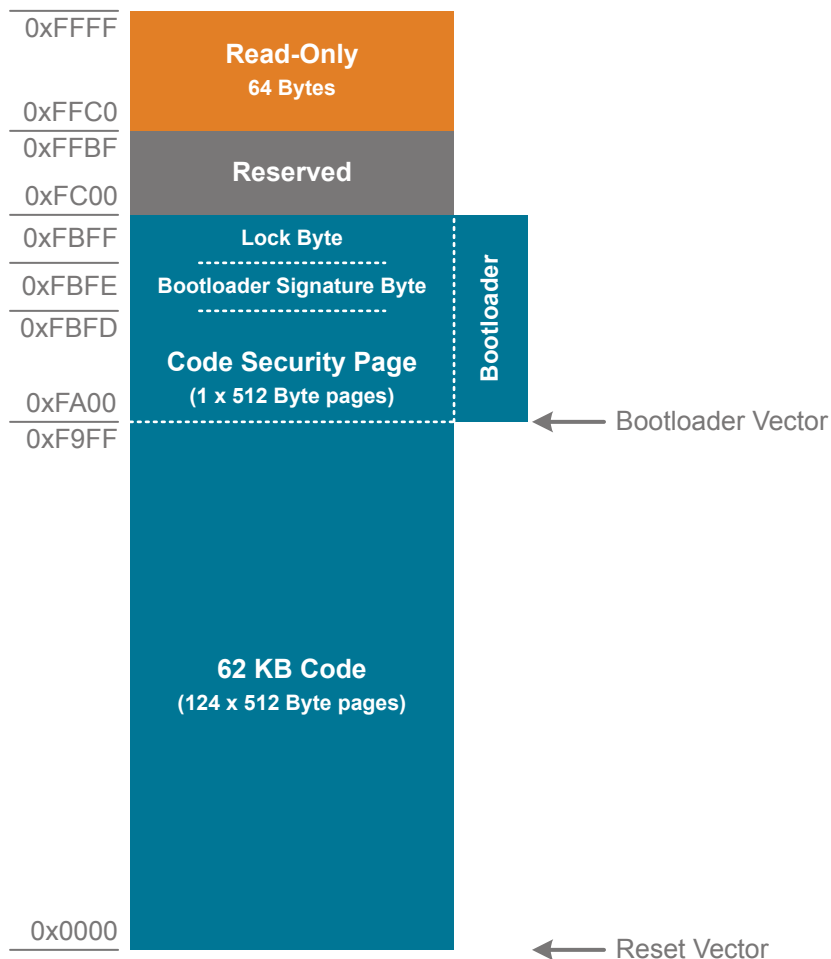 0xFFFF
Read-Only
64 Bytes
0xFFC0
0xFFBF
Reserved
0xFC00
0xFBFF
Lock Byte
0xFBFE
Bootloader Signature Byte
0xFBFD
Bootloader
Code Security Page
(1 x 512 Byte pages)
0xFA00
Bootloader Vector
0xF9FF
62 KB Code
(124 x 512 Byte pages)
0x0000
Reset Vector